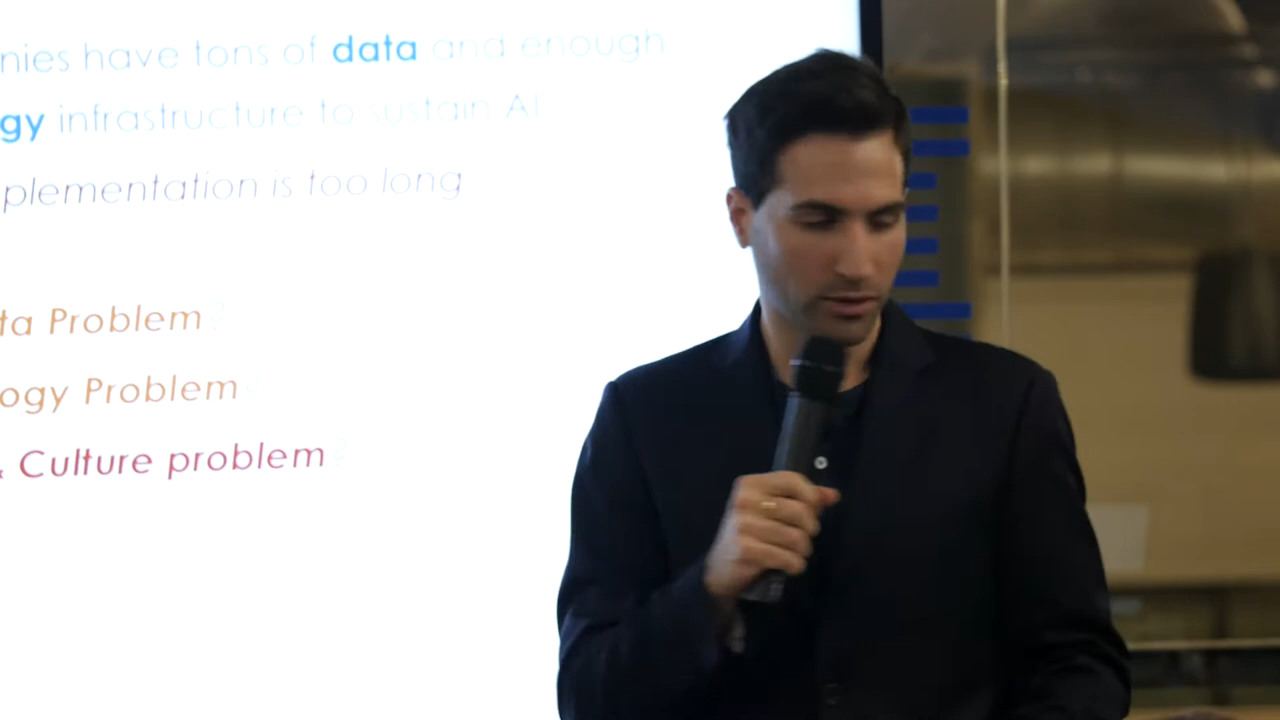 nies have tons of data and enough
gy infrastructure to sustain AI
plementation is too long
ta Problem?
ogy Problem?
& Culture problem?